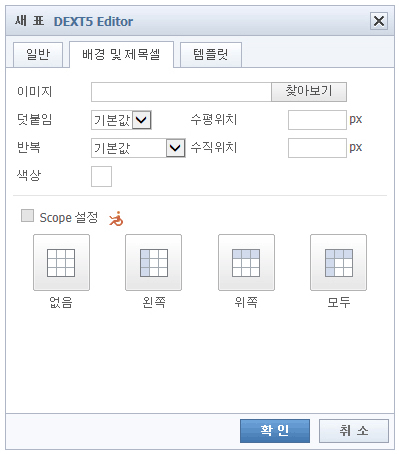 새 표 DEXT5 Editor
일반 배경 및 제목셀 템플릿
이미지 찾아보기
덧붙임 기본값 수평위치 px
반복 기본값 수직위치 px
색상
Scope 설정
없음 왼쪽 위쪽 모두
확 인 취 소